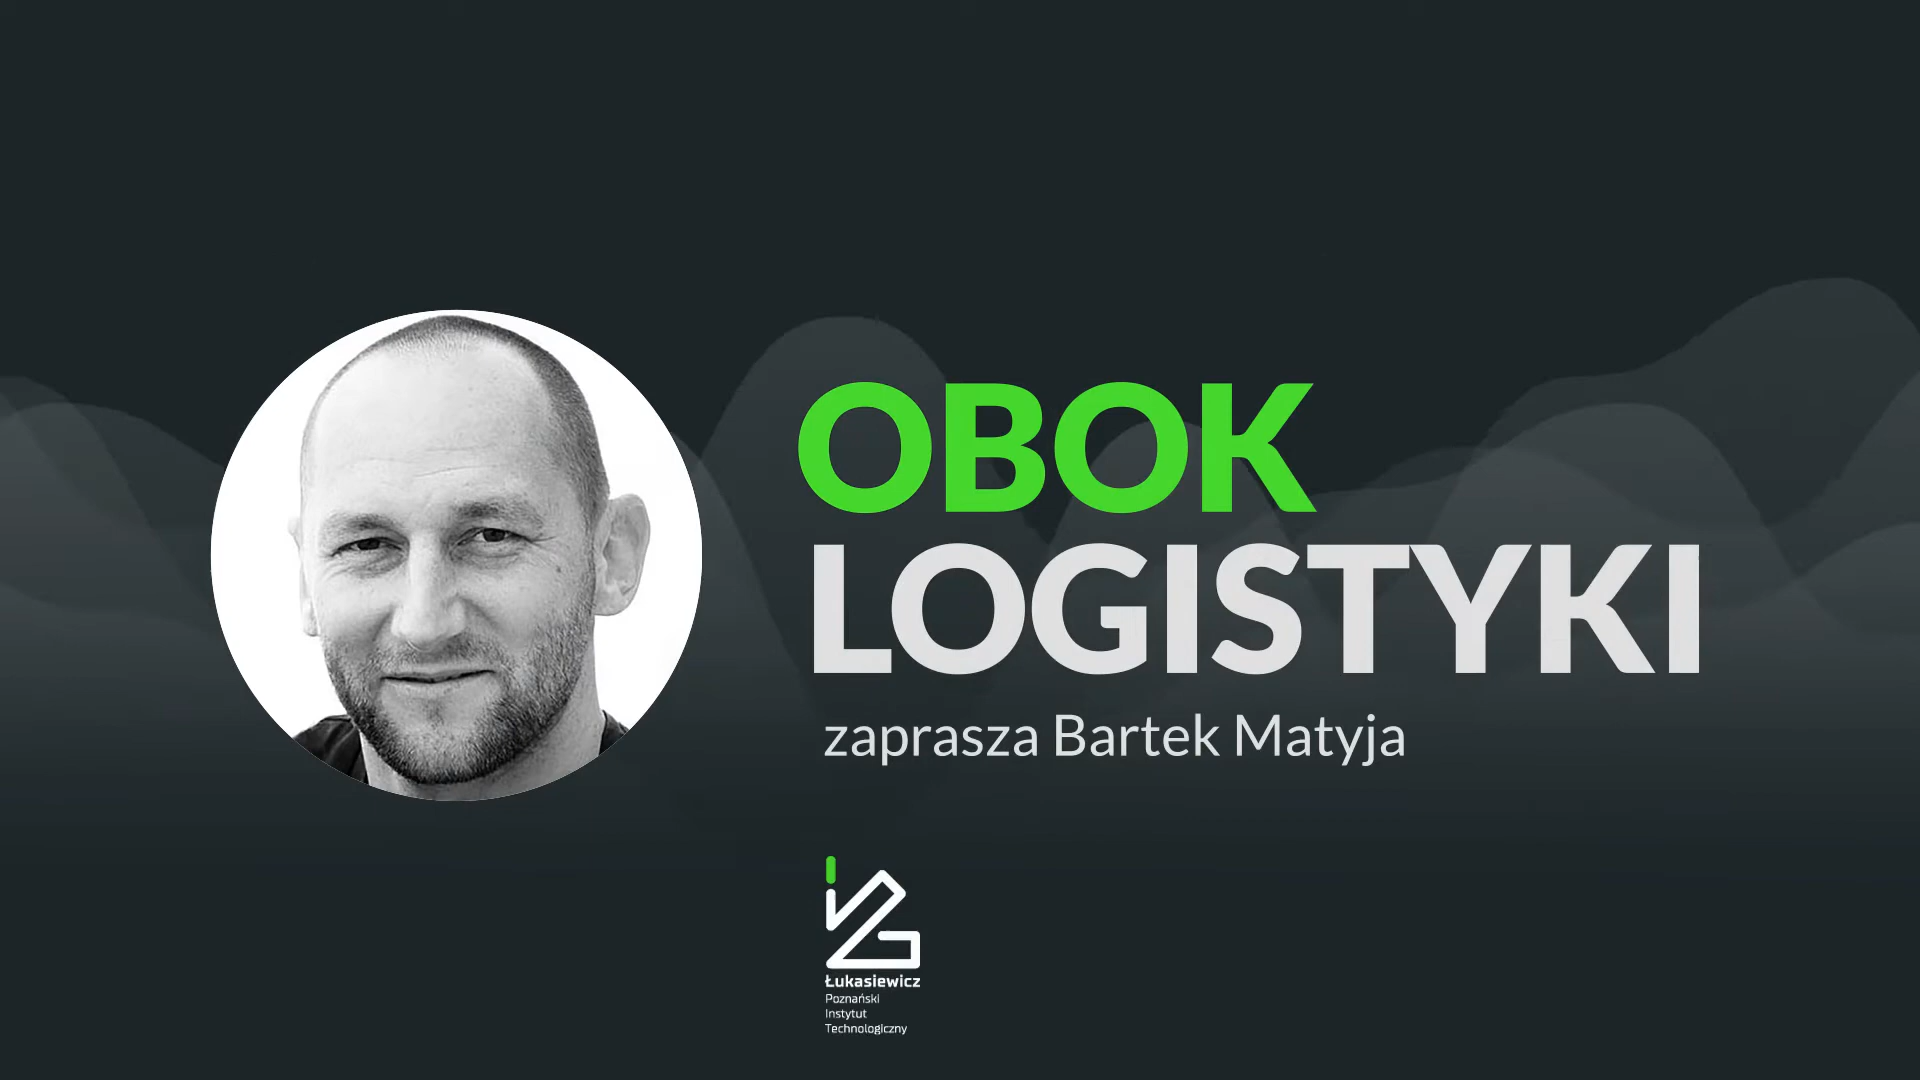 OBOK
LOGISTYKI
zaprasza Bartek Matyja
Łukasiewicz
Poznański
Instytut
Technologiczny